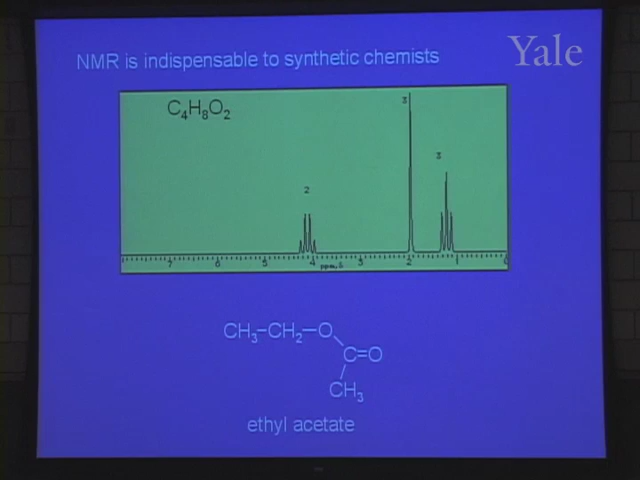 Yale
NMR is indispensable to synthetic chemists
C4H8O2
3
3
2
7 6 5 4 3 2 1 0
ppm, δ
CH3-CH2-O
C=O
CH3
ethyl acetate